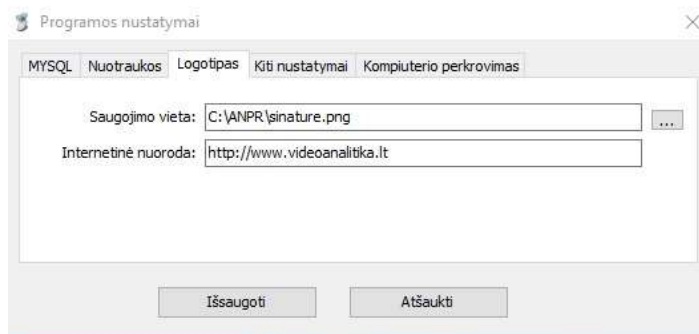 Programos nustatymai
MYSQL Nuotraukos Logotipas Kiti nustatymai Kompiuterio perkrovimas
Saugojimo vieta: C:\ANPR\sinature.png ...
Internetinė nuoroda: http://www.videoanalitika.lt
Išsaugoti Atšaukti